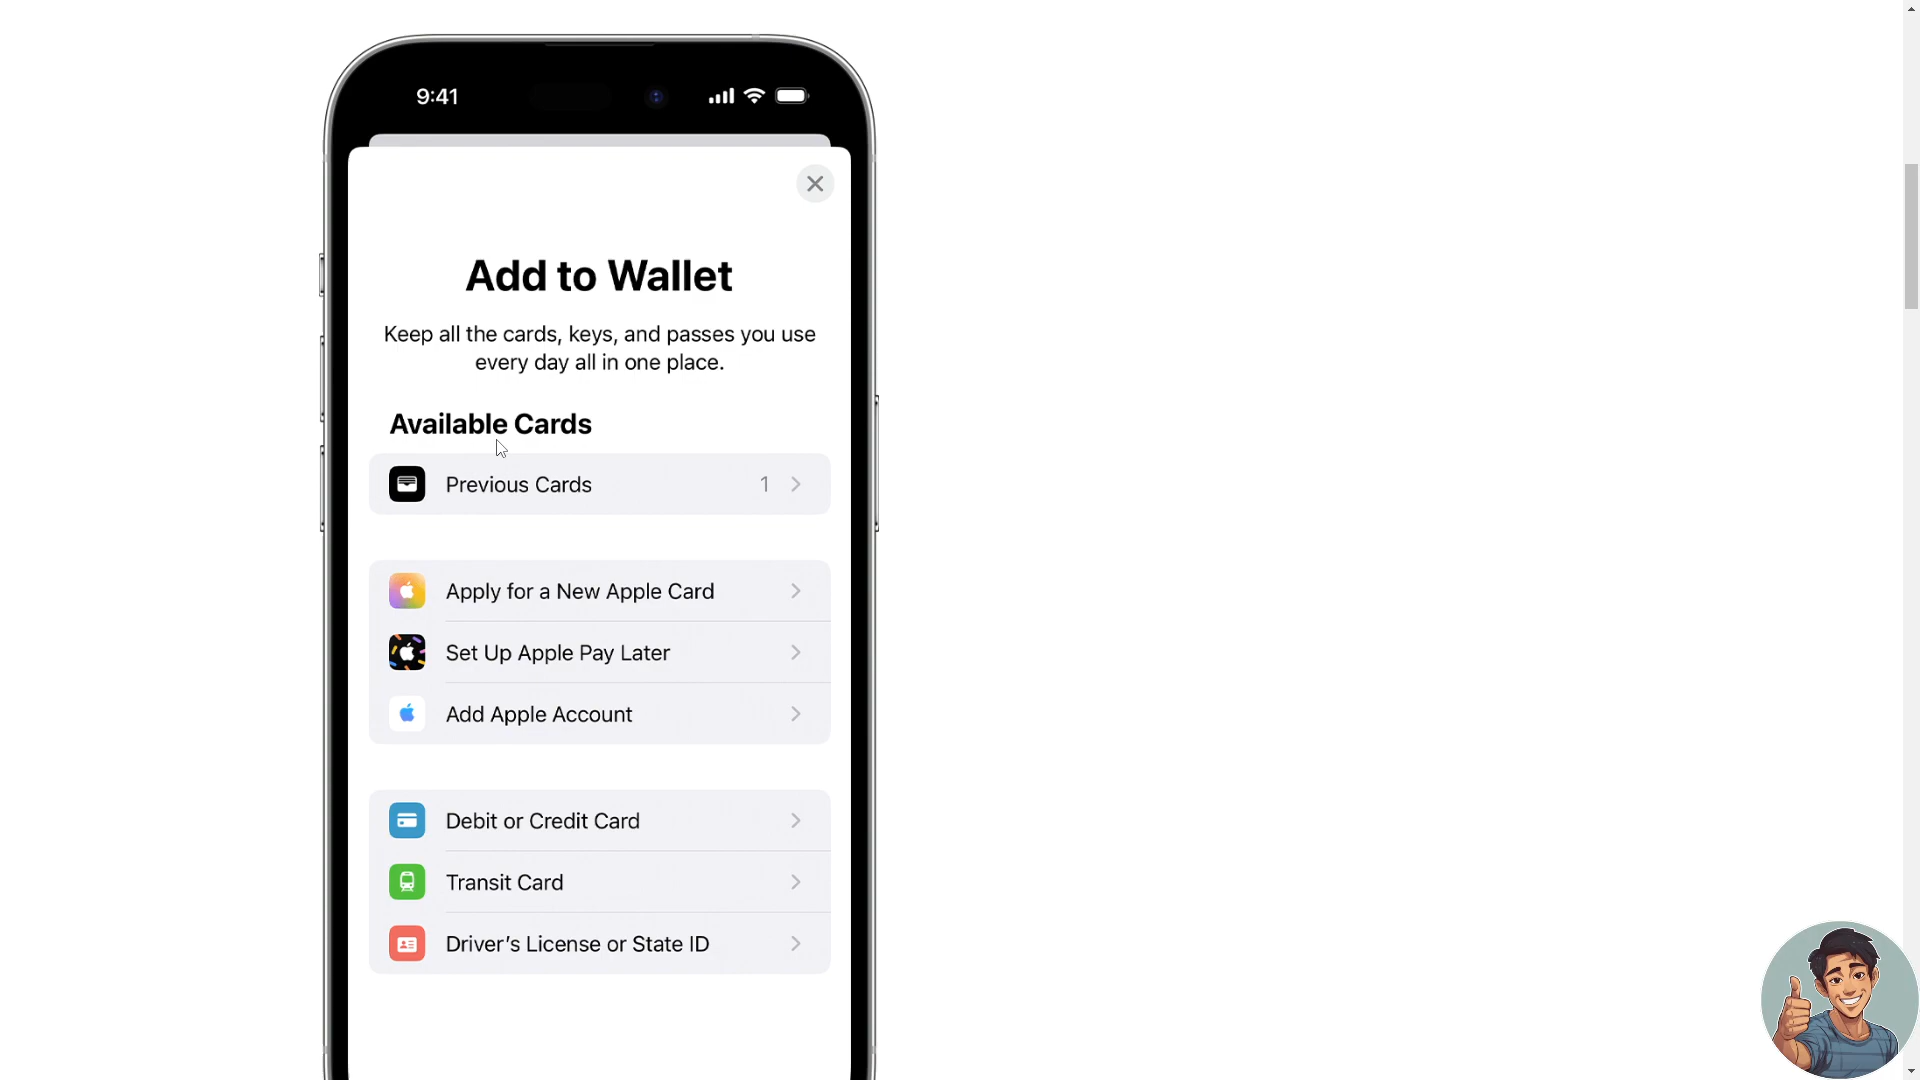 9:41
Add to Wallet
Keep all the cards, keys, and passes you use
every day all in one place.
Available Cards
Previous Cards 1
Apply for a New Apple Card
Set Up Apple Pay Later
Add Apple Account
Debit or Credit Card
Transit Card
Driver’s License or State ID